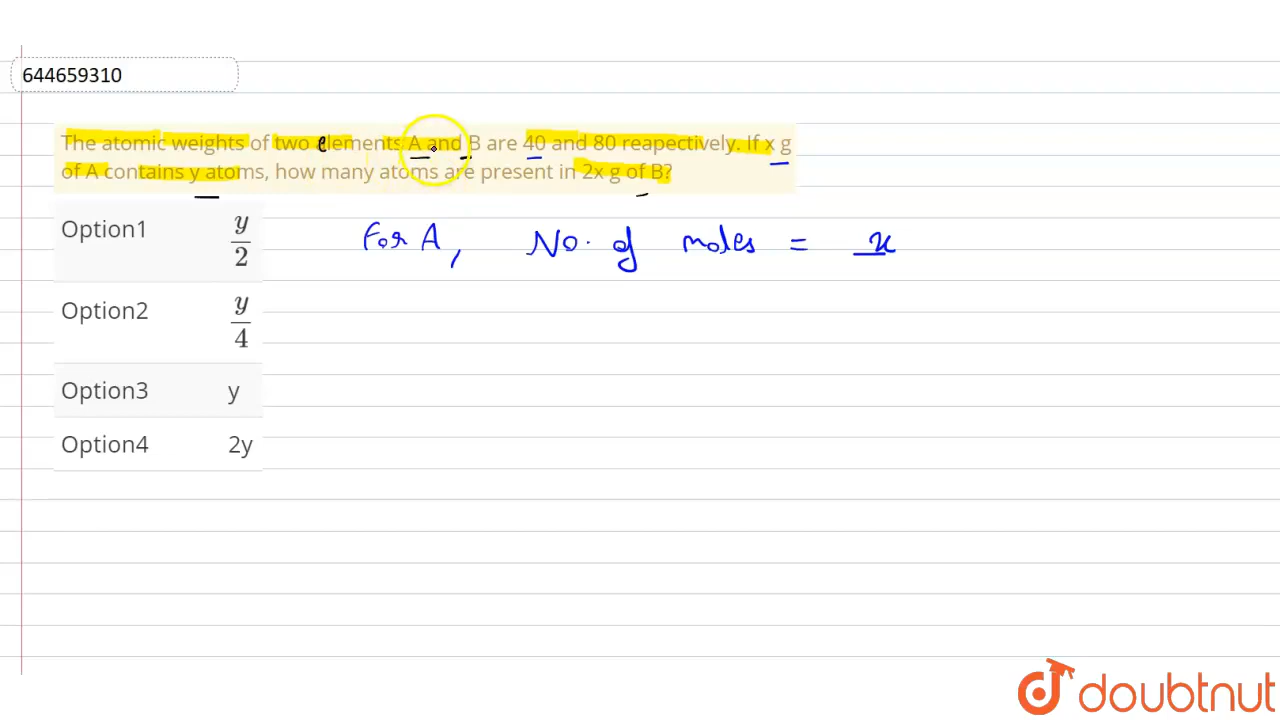 644659310
The atomic weights of two elements A and B are 40 and 80 reapectively. If x g
of A contains y atoms, how many atoms are present in 2x g of B?
Option1 y/2
For A, No. of moles = x
Option2 y/4
Option3 y
Option4 2y
doubtnut